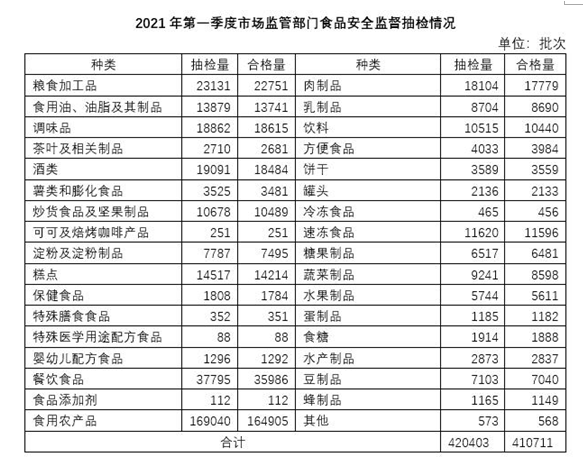 2021 年第一季度市场监管部门食品安全监督抽检情况
单位：批次
种类 抽检量 合格量 种类 抽检量 合格量
粮食加工品 23131 22751 肉制品 18104 17779
食用油、油脂及其制品 13879 13741 乳制品 8704 8690
调味品 18862 18615 饮料 10515 10440
茶叶及相关制品 2710 2681 方便食品 4033 3984
酒类 19091 18484 饼干 3589 3559
薯类和膨化食品 3525 3481 罐头 2136 2133
炒货食品及坚果制品 10678 10489 冷冻食品 465 456
可可及焙烤咖啡产品 251 251 速冻食品 11620 11596
淀粉及淀粉制品 7787 7495 糖果制品 6517 6481
糕点 14517 14214 蔬菜制品 9241 8598
保健食品 1808 1784 水果制品 5744 5611
特殊膳食食品 352 351 蛋制品 1185 1182
特殊医学用途配方食品 88 88 食糖 1914 1888
婴幼儿配方食品 1296 1292 水产制品 2873 2837
餐饮食品 37795 35986 豆制品 7103 7040
食品添加剂 112 112 蜂制品 1165 1149
食用农产品 169040 164905 其他 573 568
合计 420403 410711